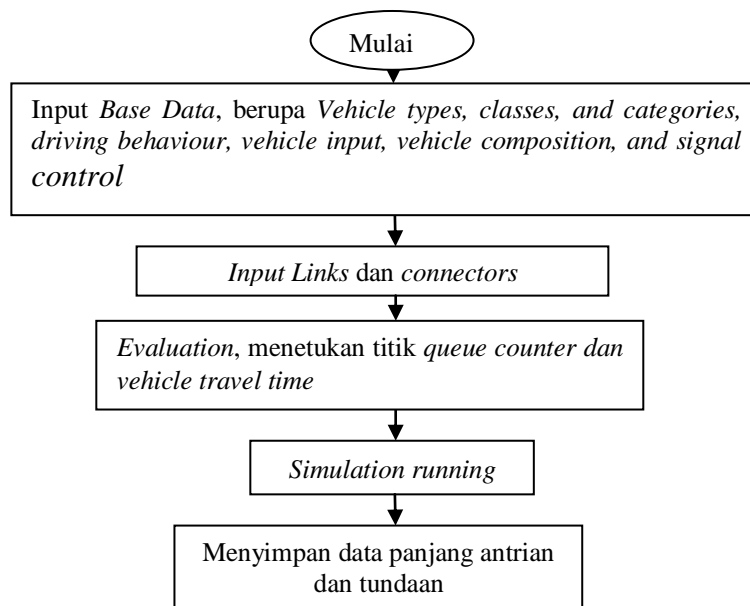 Mulai
Input Base Data, berupa Vehicle types, classes, and categories,
driving behaviour, vehicle input, vehicle composition, and signal
control
Input Links dan connectors
Evaluation, menetukan titik queue counter dan
vehicle travel time
Simulation running
Menyimpan data panjang antrian
dan tundaan